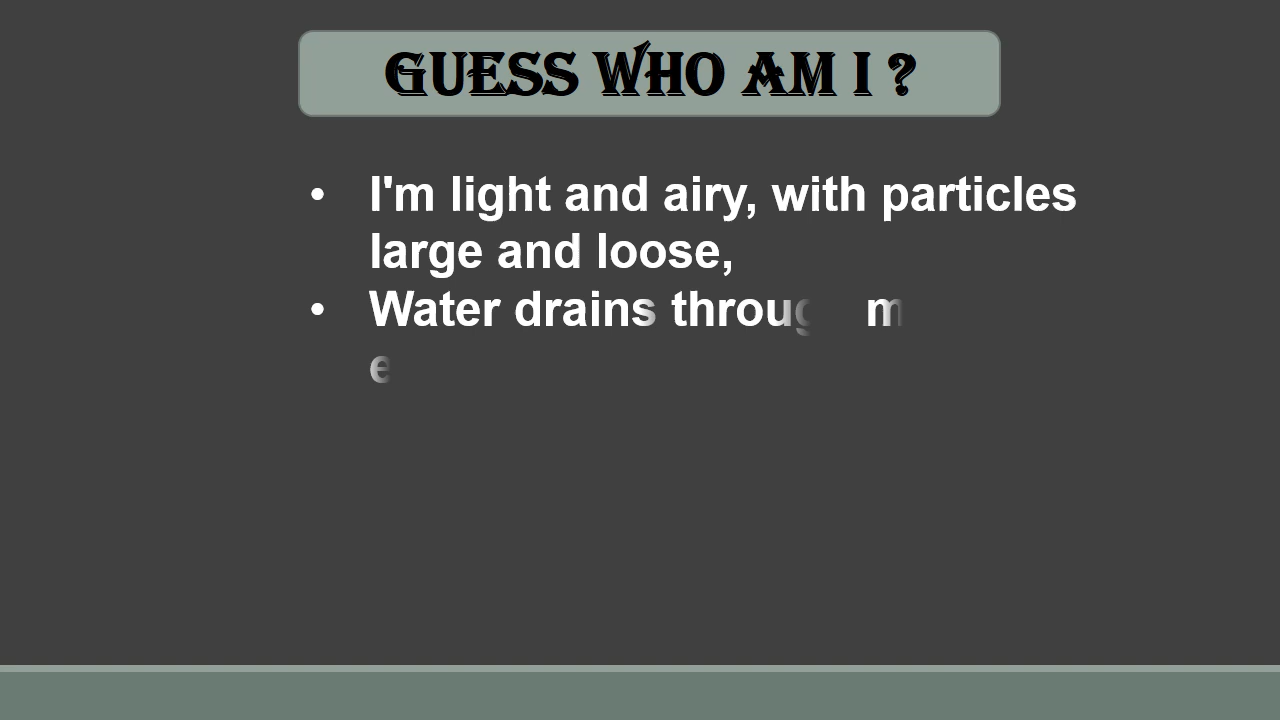 GUESS WHO AM I ?
• I'm light and airy, with particles
large and loose,
• Water drains